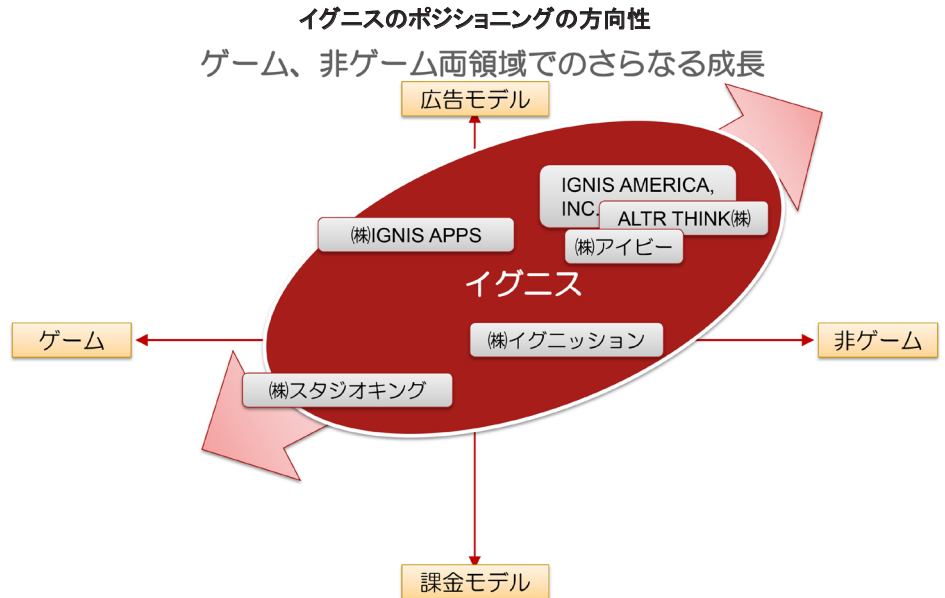 イグニスのポジショニングの方向性
ゲーム、非ゲーム両領域でのさらなる成長
広告モデル
IGNIS AMERICA,
INC.
ALTR THINK㈱
㈱IGNIS APPS
㈱アイビー
イグニス
ゲーム
㈱イグニッション
非ゲーム
㈱スタジオキング
課金モデル